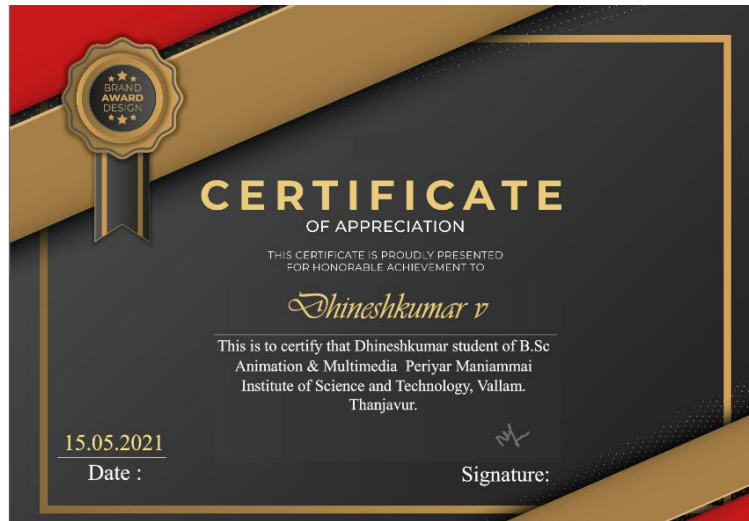 BRAND
AWARD
DESIGN
CERTIFICATE
OF APPRECIATION
THIS CERTIFICATE IS PROUDLY PRESENTED
FOR HONORABLE ACHIEVEMENT TO
Dhineshkumar v
This is to certify that Dhineshkumar student of B.Sc
Animation & Multimedia Periyar Maniammai
Institute of Science and Technology, Vallam.
Thanjavur.
15.05.2021
Date :
Signature: